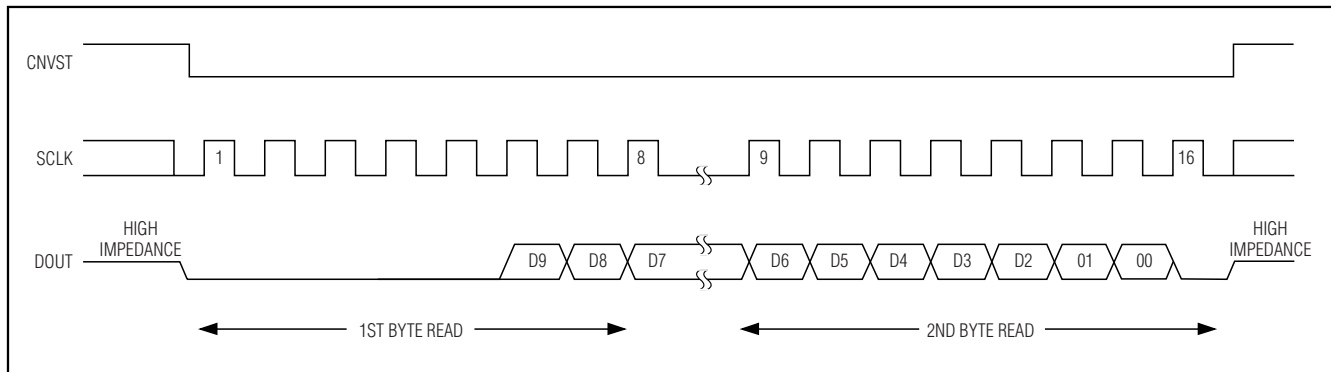 CNVST
SCLK
1
8
9
16
HIGH
IMPEDANCE
HIGH
IMPEDANCE
DOUT
D9
D8
D7
D6
D5
D4
D3
D2
01
00
1ST BYTE READ
2ND BYTE READ